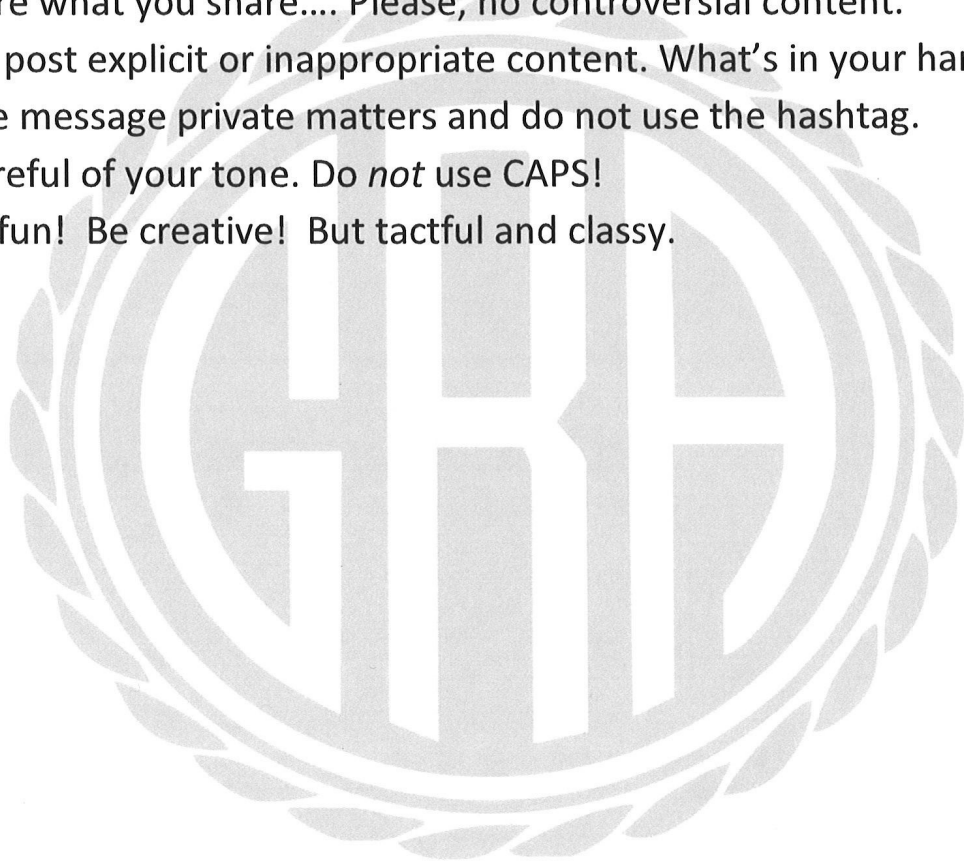 re what you share.... Please, no controversial content.
post explicit or inappropriate content. What's in your
e message private matters and do not use the hashtag.
reful of your tone. Do not use CAPS!
fun! Be creative! But tactful and classy.
GRA